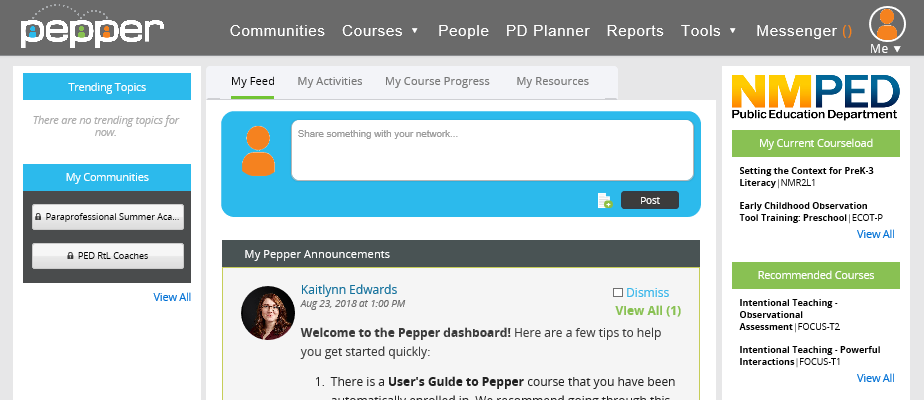 pepper
Communities Courses ▼ People PD Planner Reports Tools ▼ Messenger ()
Me ▼
Trending Topics
There are no trending topics for
now.
My Communities
Paraprofessional Summer Aca...
PED RtL Coaches
View All
My Feed My Activities My Course Progress My Resources
Share something with your network...
Post
My Pepper Announcements
Kaitlynn Edwards
Aug 23, 2018 at 1:00 PM
Dismiss
View All (1)
Welcome to the Pepper dashboard! Here are a few tips to help
you get started quickly:
1. There is a User's Guide to Pepper course that you have been
automatically enrolled in. We recommend going through this
NMPED
Public Education Department
My Current Courseload
Setting the Context for PreK-3
Literacy|NMR2L1
Early Childhood Observation
Tool Training: Preschool|ECOT-P
View All
Recommended Courses
Intentional Teaching -
Observational
Assessment|FOCUS-T2
Intentional Teaching - Powerful
Interactions|FOCUS-T1
View All